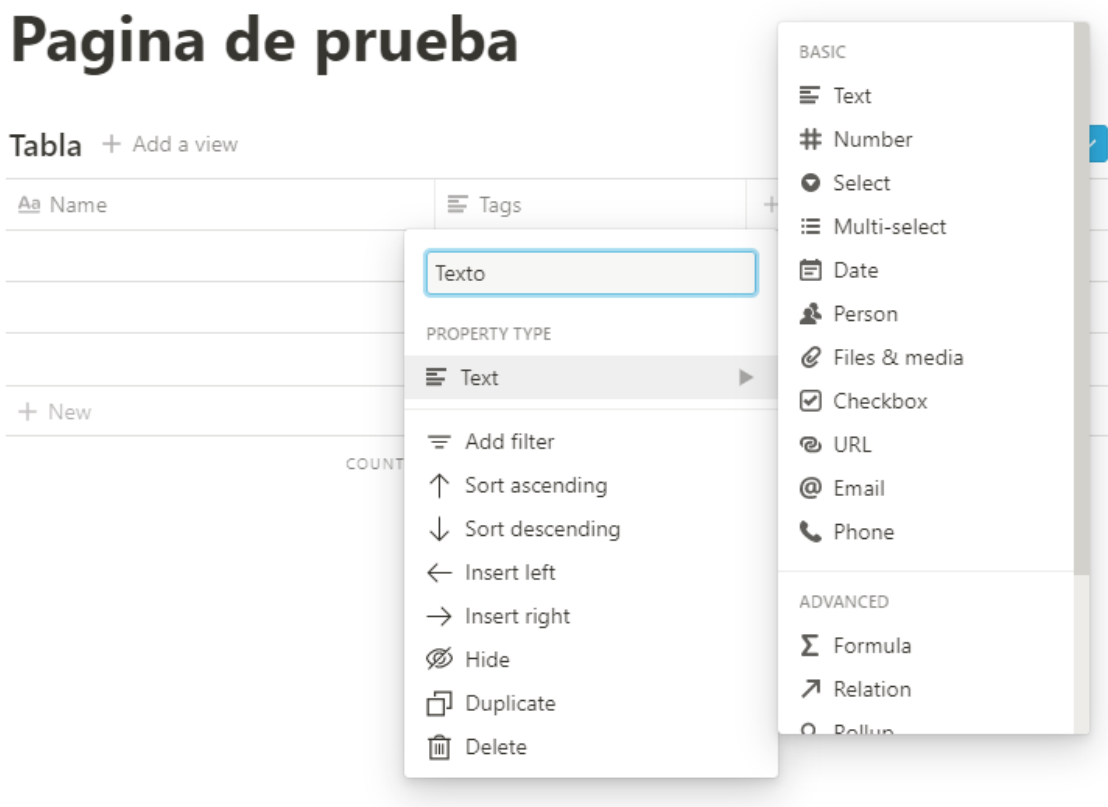 Pagina de prueba
Tabla + Add a view
Aa Name Tags +
+ New
COUNT
Texto
PROPERTY TYPE
Text
Add filter
Sort ascending
Sort descending
Insert left
Insert right
Hide
Duplicate
Delete
BASIC
Text
Number
Select
Multi-select
Date
Person
Files & media
Checkbox
URL
Email
Phone
ADVANCED
Formula
Relation
Rollup